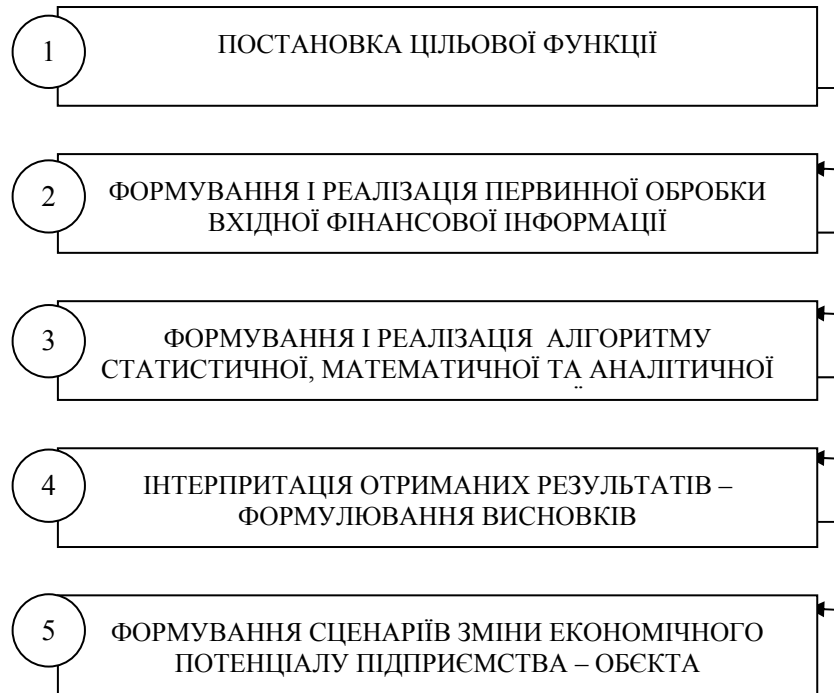 1
ПОСТАНОВКА ЦІЛЬОВОЇ ФУНКЦІЇ
2
ФОРМУВАННЯ І РЕАЛІЗАЦІЯ ПЕРВИННОЇ ОБРОБКИ
ВХІДНОЇ ФІНАНСОВОЇ ІНФОРМАЦІЇ
3
ФОРМУВАННЯ І РЕАЛІЗАЦІЯ АЛГОРИТМУ
СТАТИСТИЧНОЇ, МАТЕМАТИЧНОЇ ТА АНАЛІТИЧНОЇ
4
ІНТЕРПРИТАЦІЯ ОТРИМАНИХ РЕЗУЛЬТАТІВ –
ФОРМУЛЮВАННЯ ВИСНОВКІВ
5
ФОРМУВАННЯ СЦЕНАРІЇВ ЗМІНИ ЕКОНОМІЧНОГО
ПОТЕНЦІАЛУ ПІДПРИЄМСТВА – ОБЄКТА